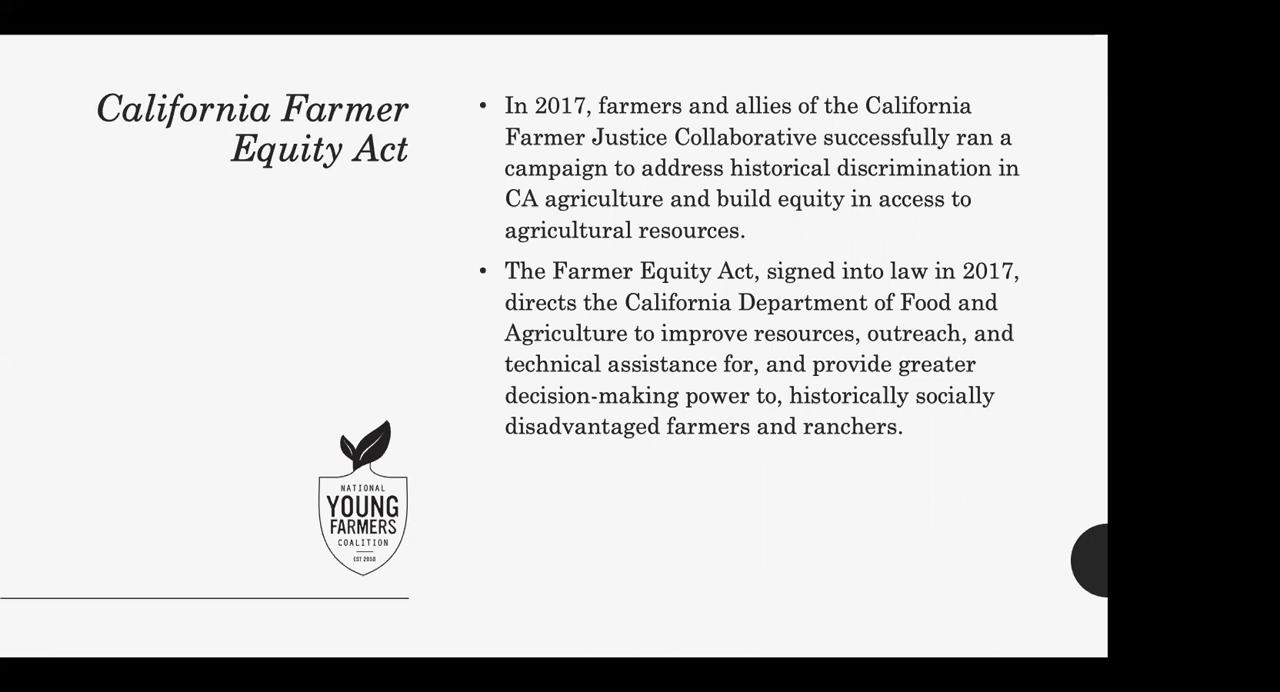 California Farmer
Equity Act
• In 2017, farmers and allies of the California
Farmer Justice Collaborative successfully ran a
campaign to address historical discrimination in
CA agriculture and build equity in access to
agricultural resources.
• The Farmer Equity Act, signed into law in 2017,
directs the California Department of Food and
Agriculture to improve resources, outreach, and
technical assistance for, and provide greater
decision-making power to, historically socially
disadvantaged farmers and ranchers.
NATIONAL
YOUNG
FARMERS
COALITION
EST 2010